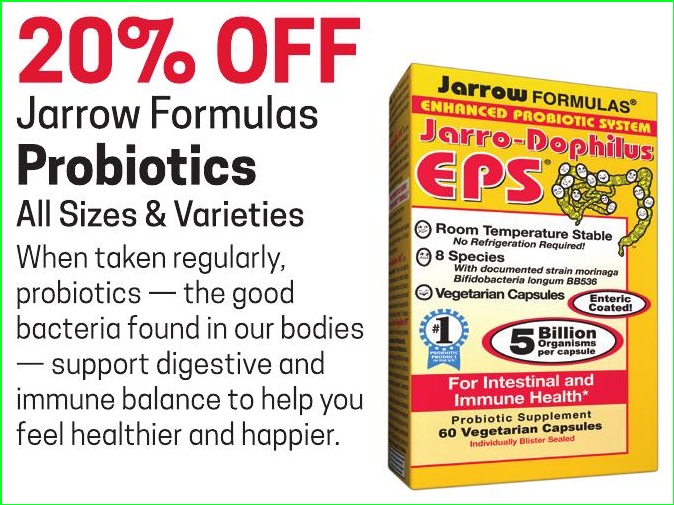 20% OFF
Jarrow Formulas
Probiotics
All Sizes & Varieties
When taken regularly,
probiotics — the good
bacteria found in our bodies
— support digestive and
immune balance to help you
feel healthier and happier.
Jarrow FORMULAS®
ENHANCED PROBIOTIC SYSTEM
Jarro-Dophilus
EPS®
Room Temperature Stable
No Refrigeration Required!
8 Species
With documented strain morinaga
Bifidobacteria longum BB536
Vegetarian Capsules
Enteric
Coated!
#1
PROBIOTIC
PRODUCT
5 Billion
Organisms
per capsule
For Intestinal and
Immune Health*
Probiotic Supplement
60 Vegetarian Capsules
Individually Blister Sealed